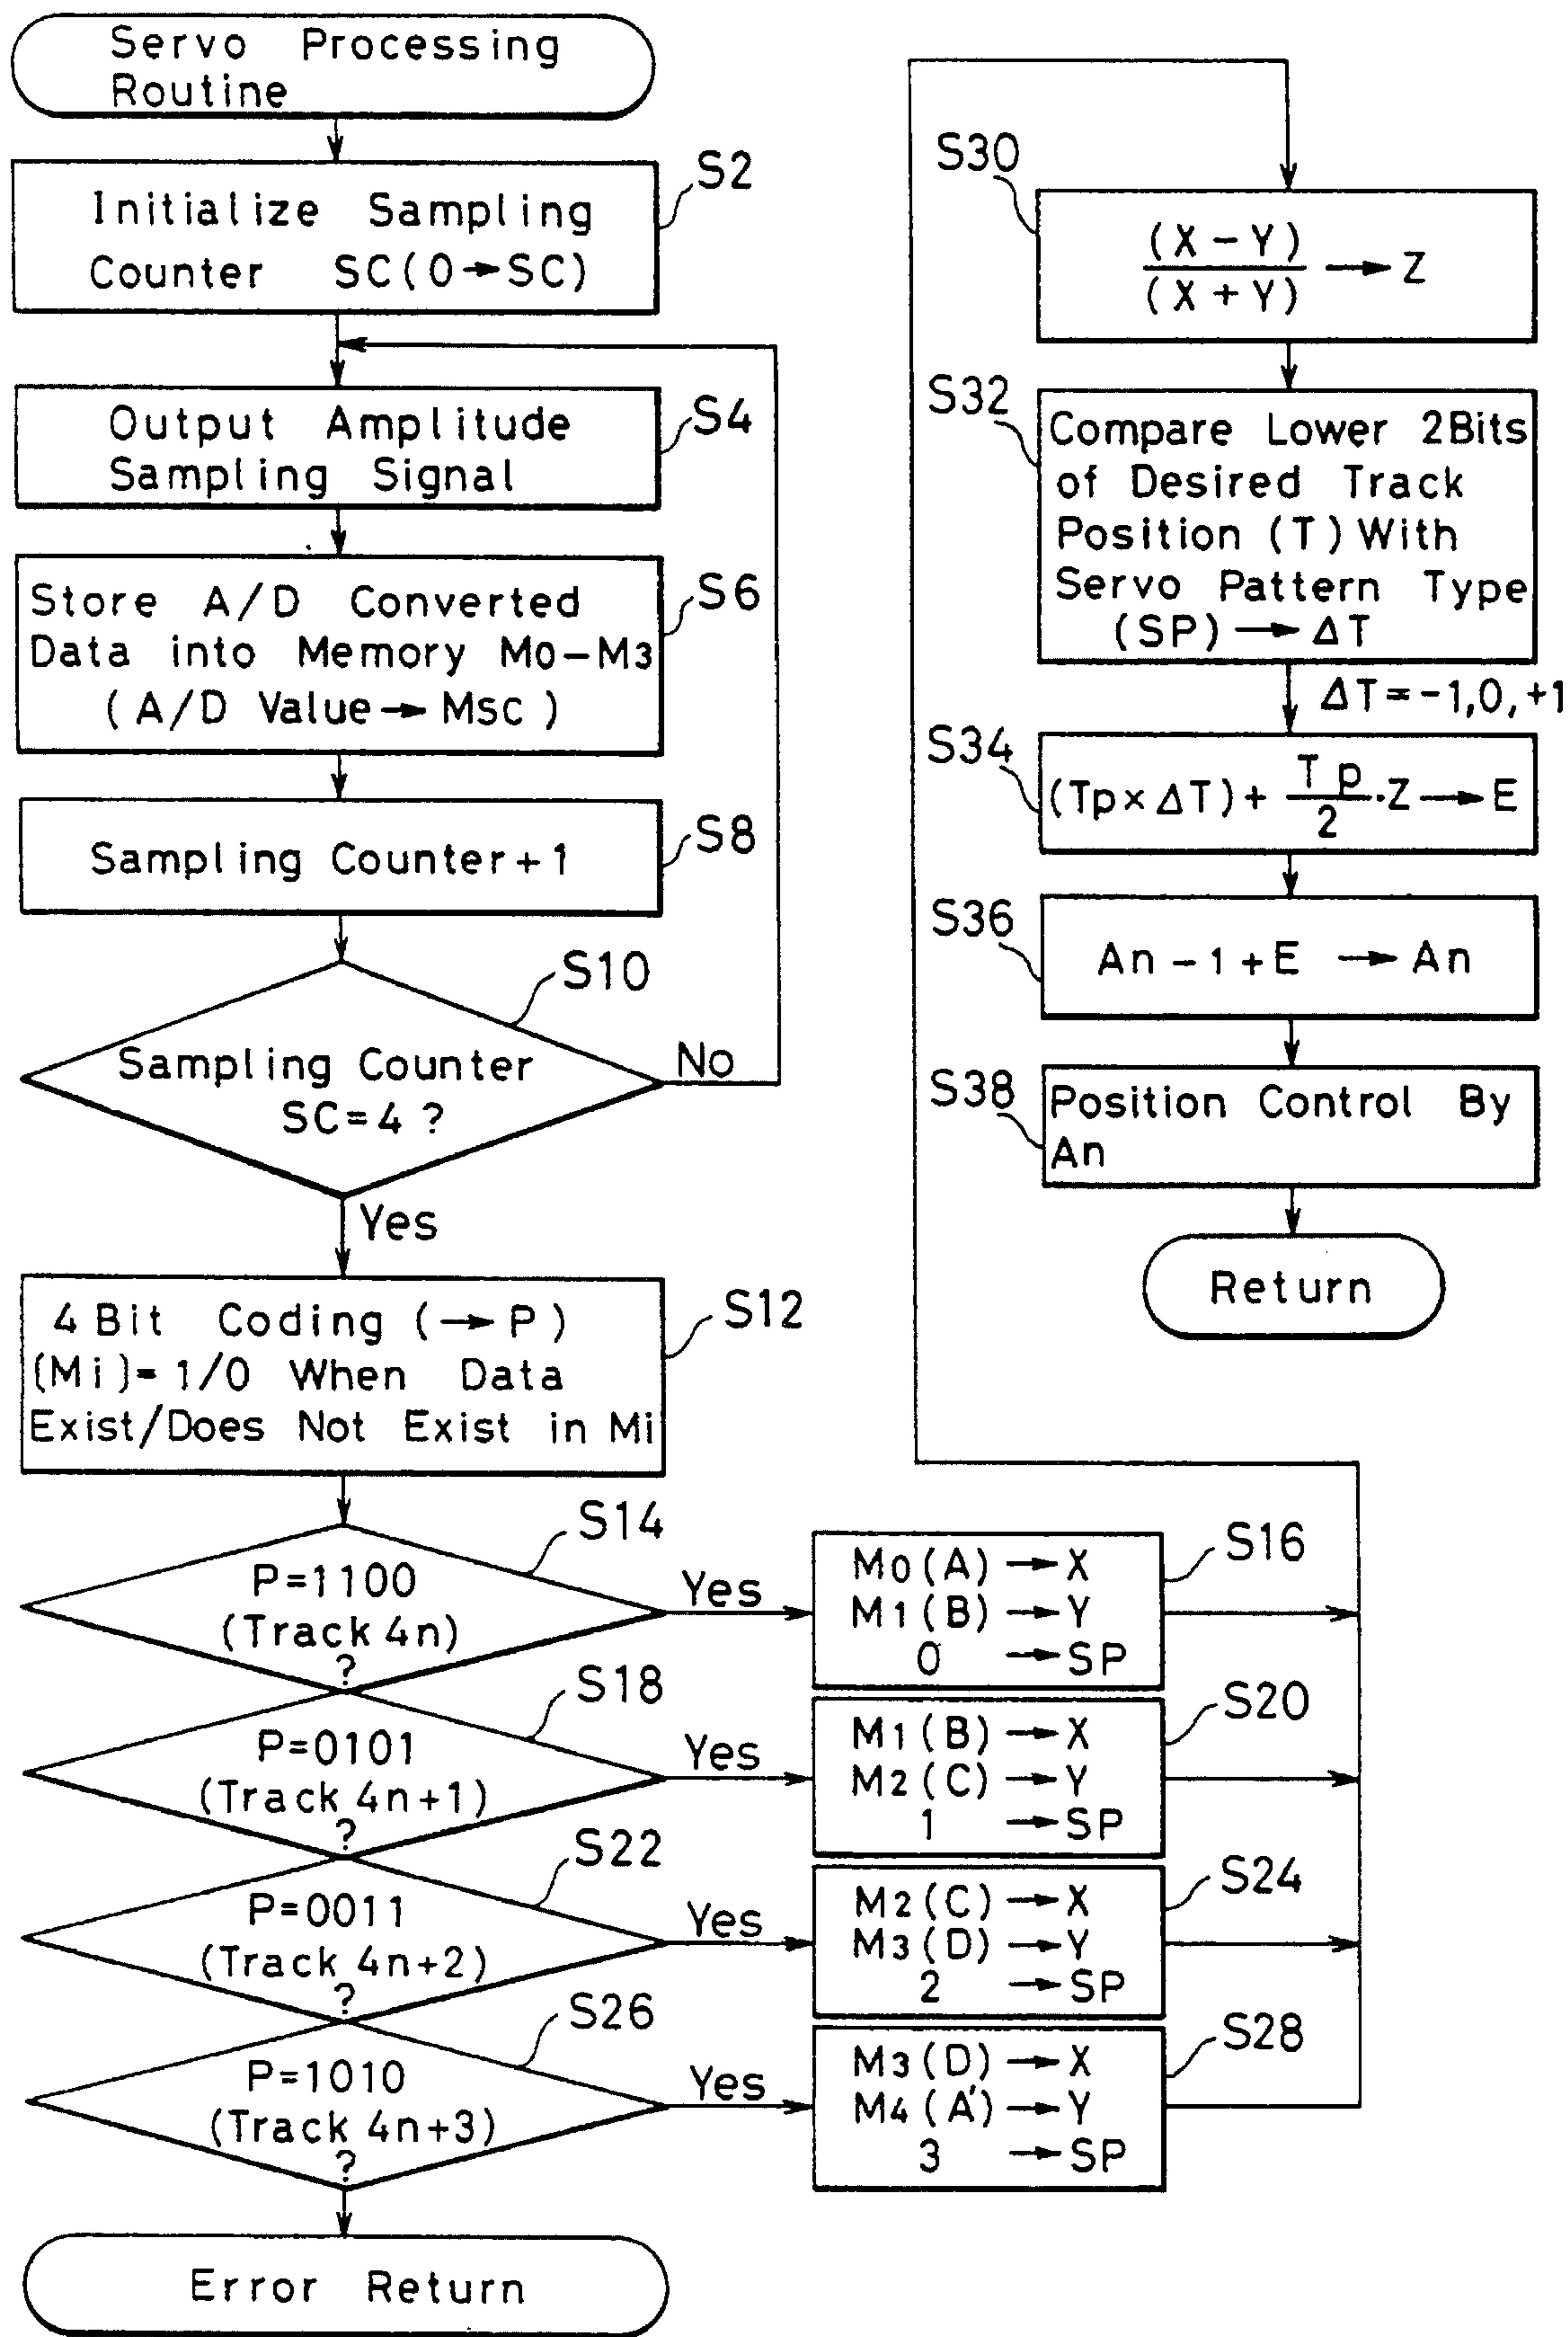 Servo Processing
Routine
S2
Initialize Sampling
Counter SC(0→SC)
S4
Output Amplitude
Sampling Signal
S6
Store A/D Converted
Data into Memory M0-M3
(A/D Value→MSC)
S8
Sampling Counter+1
S10
Sampling Counter
SC=4?
No
Yes
S12
4Bit Coding (→P)
(Mi)=1/0 When Data
Exist/Does Not Exist in Mi
S14
P=1100
(Track 4n)
?
Yes
S16
M0(A)→X
M1(B)→Y
0→SP
S18
P=0101
(Track 4n+1)
?
Yes
S20
M1(B)→X
M2(C)→Y
1→SP
S22
P=0011
(Track 4n+2)
?
Yes
S24
M2(C)→X
M3(D)→Y
2→SP
S26
P=1010
(Track 4n+3)
?
Yes
S28
M3(D)→X
M4(A')→Y
3→SP
Error Return
S30
(X-Y)
(X+Y) →Z
S32
Compare Lower 2Bits
of Desired Track
Position (T) With
Servo Pattern Type
(SP)→ΔT
ΔT=-1,0,+1
S34
(Tp×ΔT)+ Tp/2·Z→E
S36
An-1+E →An
S38
Position Control By
An
Return